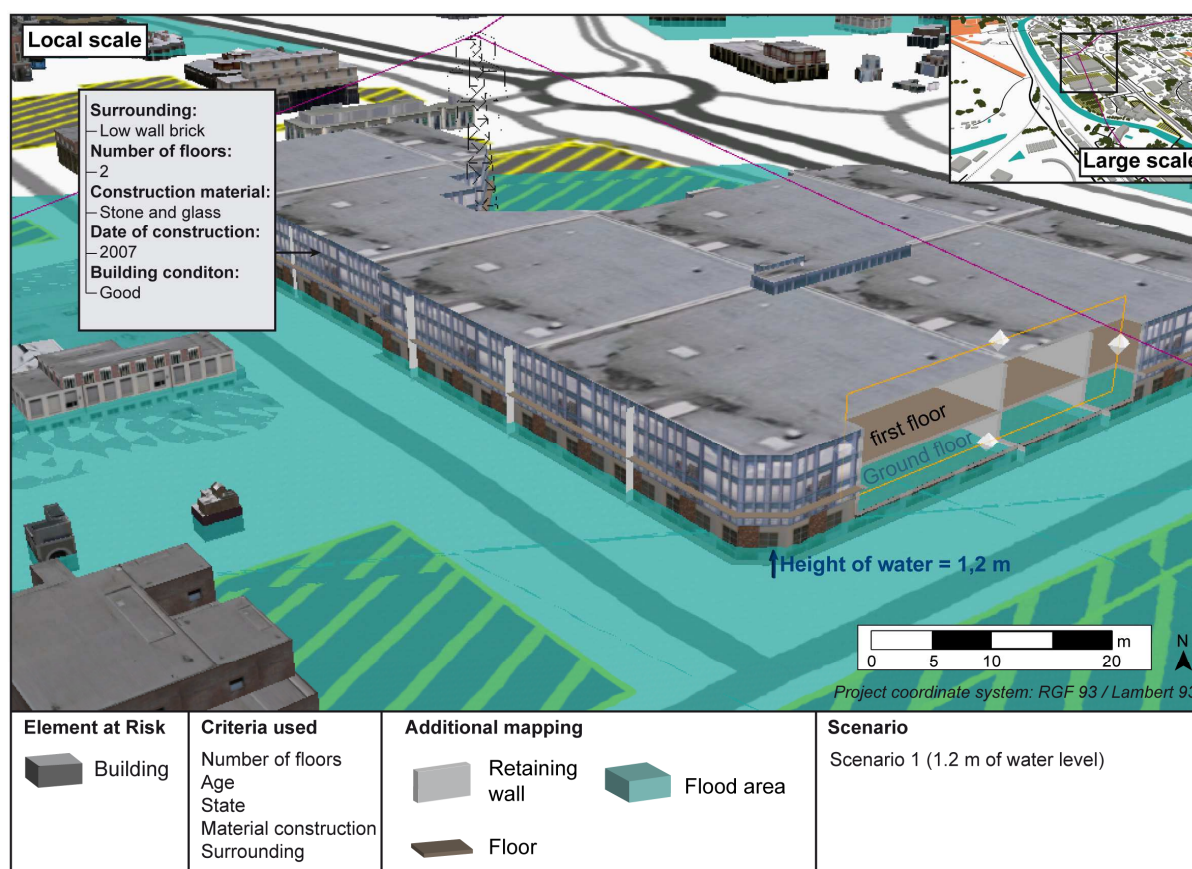 Local scale
Large scale
Surrounding:
Low wall brick
Number of floors:
2
Construction material:
Stone and glass
Date of construction:
2007
Building conditon:
Good
first floor
Ground floor
Height of water = 1,2 m
0 5 10 20 m
N
Project coordinate system: RGF 93 / Lambert 93
Element at Risk
Building
Criteria used
Number of floors
Age
State
Material construction
Surrounding
Additional mapping
Retaining
wall
Flood area
Floor
Scenario
Scenario 1 (1.2 m of water level)